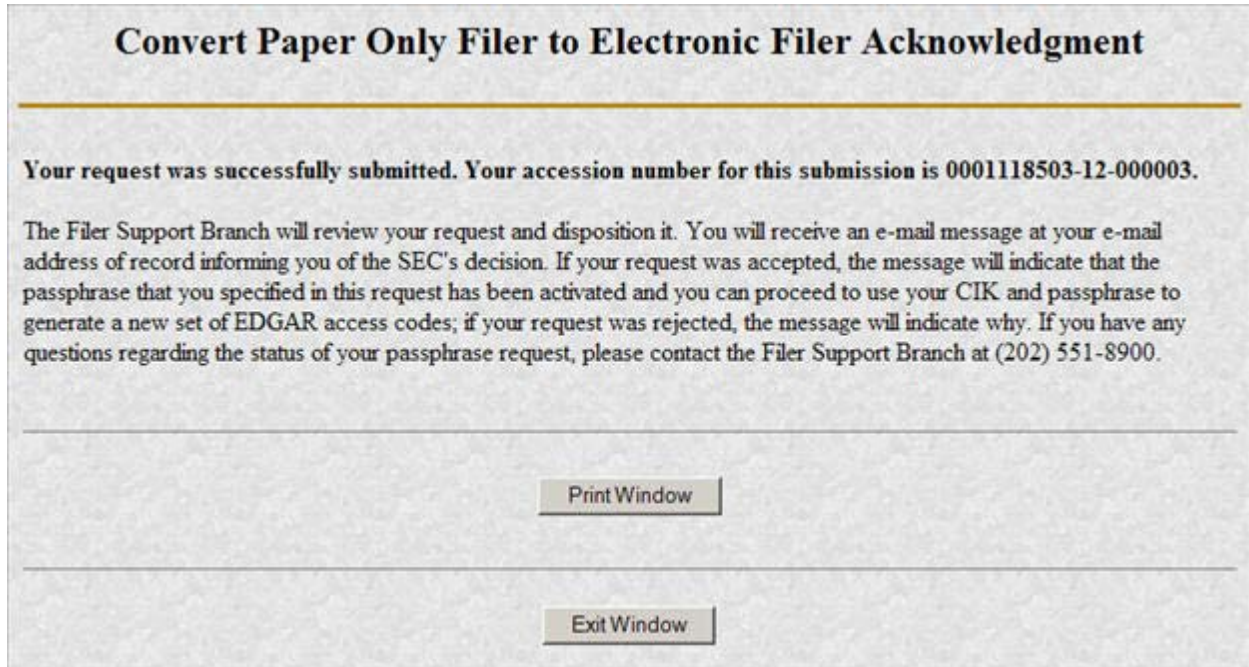 Convert Paper Only Filer to Electronic Filer Acknowledgment
Your request was successfully submitted. Your accession number for this submission is 0001118503-12-000003.
The Filer Support Branch will review your request and disposition it. You will receive an e-mail message at your e-mail
address of record informing you of the SEC's decision. If your request was accepted, the message will indicate that the
passphrase that you specified in this request has been activated and you can proceed to use your CIK and passphrase to
generate a new set of EDGAR access codes; if your request was rejected, the message will indicate why. If you have any
questions regarding the status of your passphrase request, please contact the Filer Support Branch at (202) 551-8900.
Print Window
Exit Window